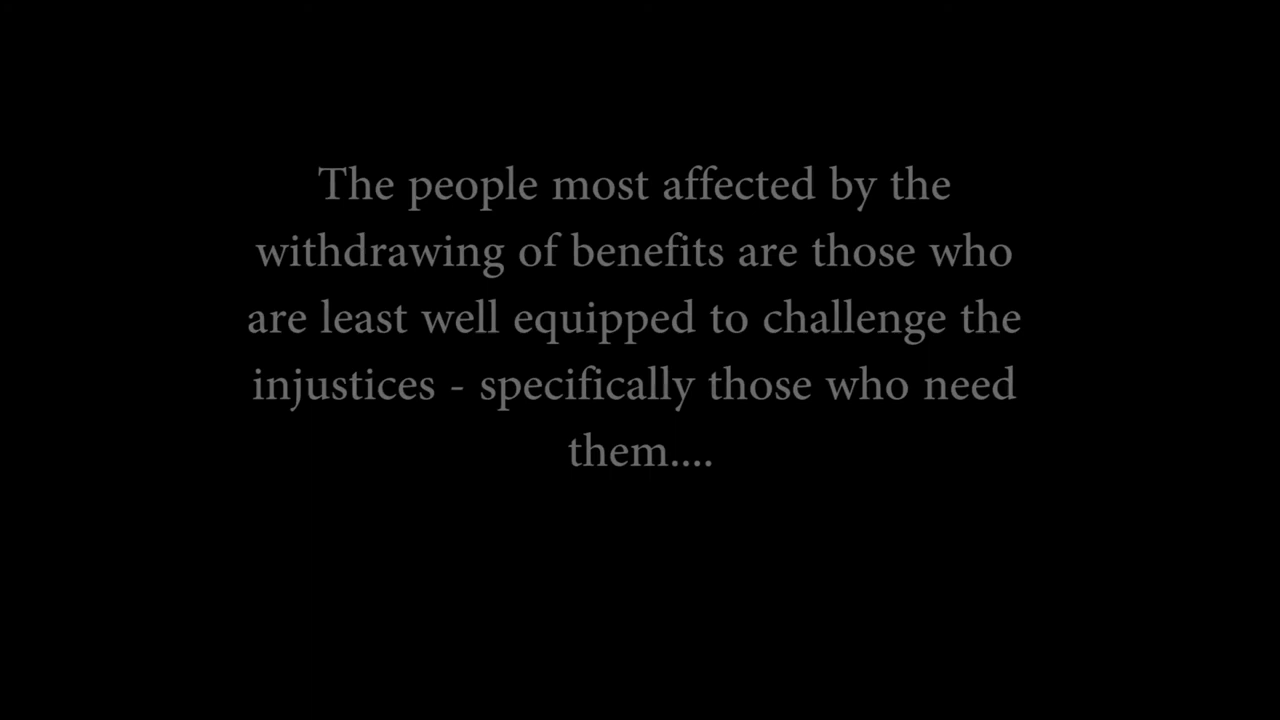 The people most affected by the
withdrawing of benefits are those who
are least well equipped to challenge the
injustices - specifically those who need
them....